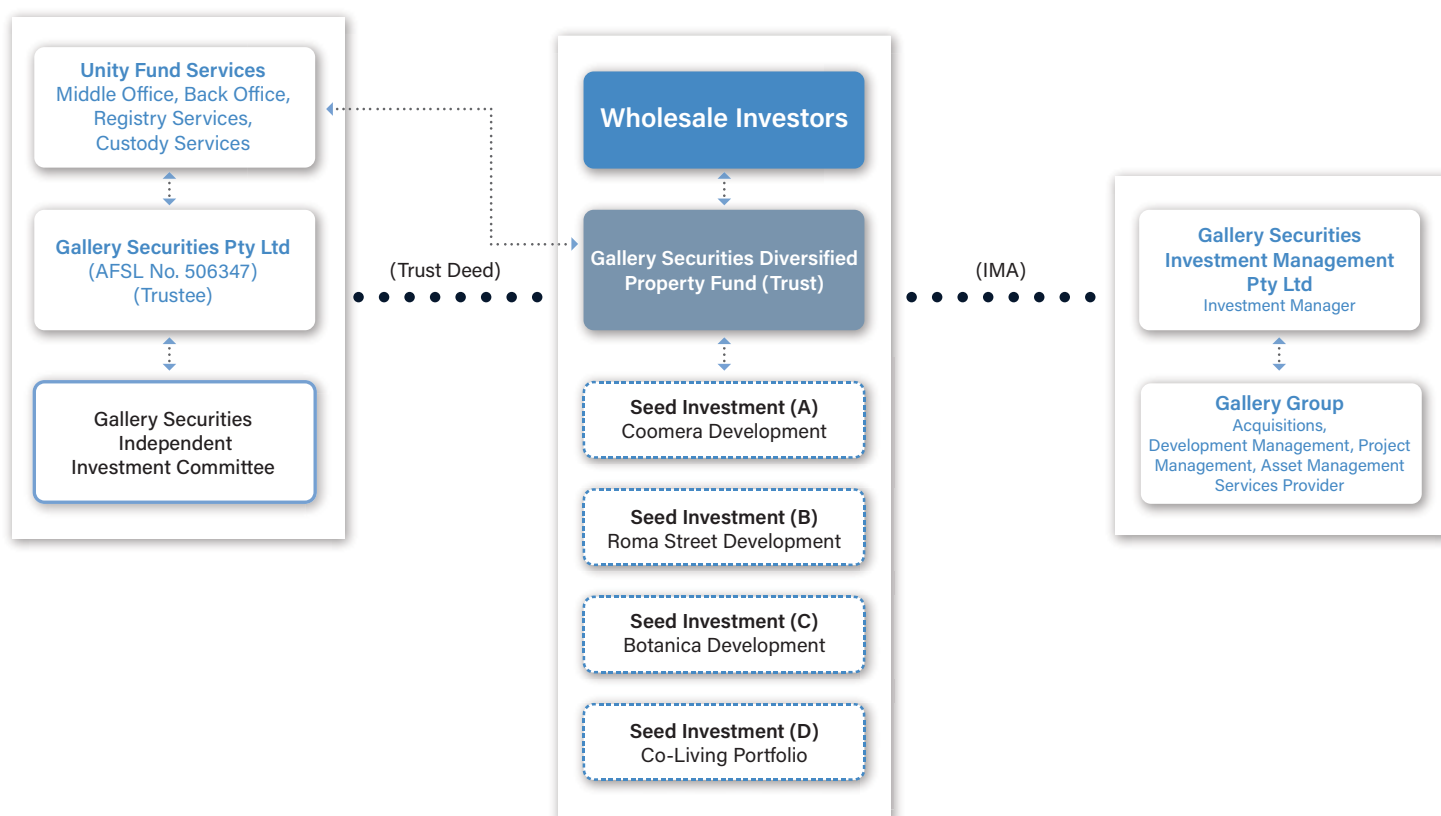 Unity Fund Services
Middle Office, Back Office,
Registry Services,
Custody Services
Gallery Securities Pty Ltd
(AFSL No. 506347)
(Trustee)
Gallery Securities
Independent
Investment Committee
(Trust Deed)
Wholesale Investors
Gallery Securities Diversified
Property Fund (Trust)
Seed Investment (A)
Coomera Development
Seed Investment (B)
Roma Street Development
Seed Investment (C)
Botanica Development
Seed Investment (D)
Co-Living Portfolio
(IMA)
Gallery Securities
Investment Management
Pty Ltd
Investment Manager
Gallery Group
Acquisitions,
Development Management, Project
Management, Asset Management
Services Provider